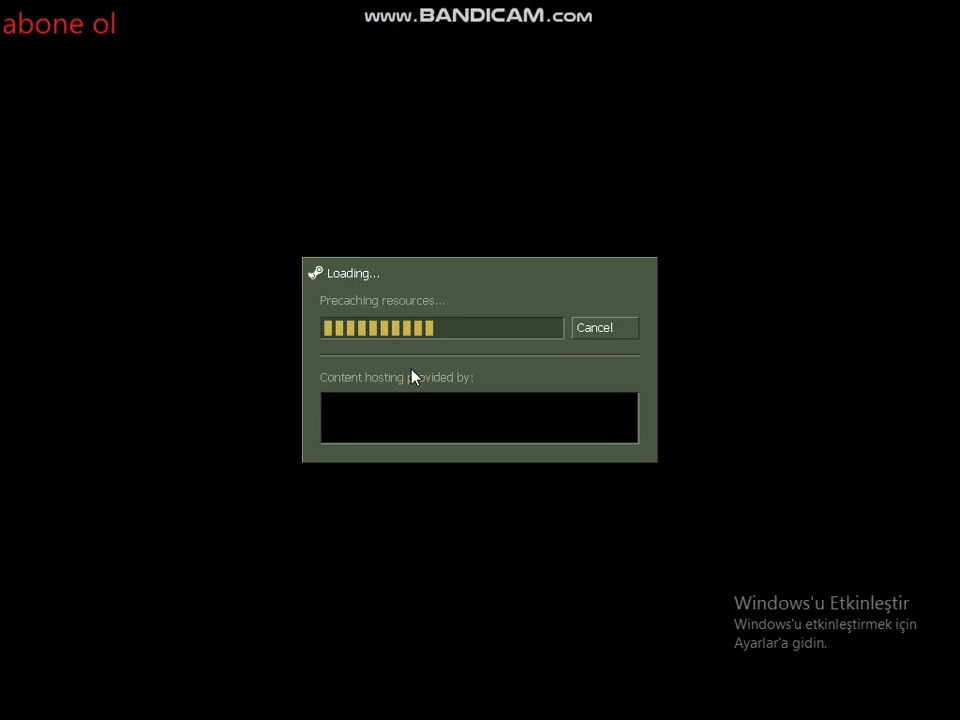 abone ol
www.BANDICAM.com
Loading...
Precaching resources...
Cancel
Content hosting provided by:
Windows'u Etkinleştir
Windows'u etkinleştirmek için
Ayarlar'a gidin.